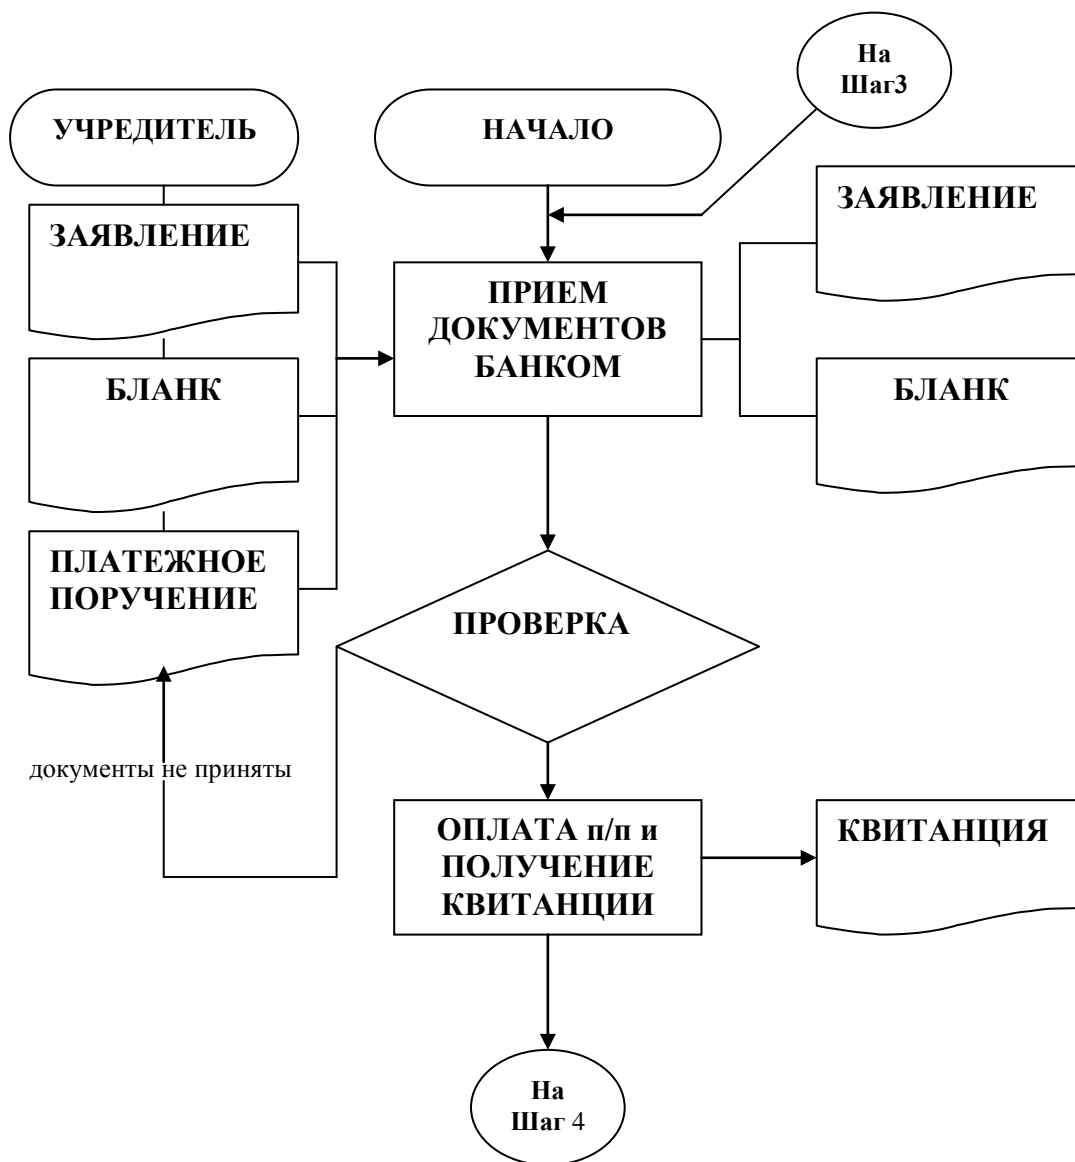 На
Шаг3
УЧРЕДИТЕЛЬ
НАЧАЛО
ЗАЯВЛЕНИЕ
ЗАЯВЛЕНИЕ
ПРИЕМ
ДОКУМЕНТОВ
БАНКОМ
БЛАНК
БЛАНК
ПЛАТЕЖНОЕ
ПОРУЧЕНИЕ
ПРОВЕРКА
документы не приняты
ОПЛАТА п/п и
ПОЛУЧЕНИЕ
КВИТАНЦИИ
КВИТАНЦИЯ
На
Шаг 4